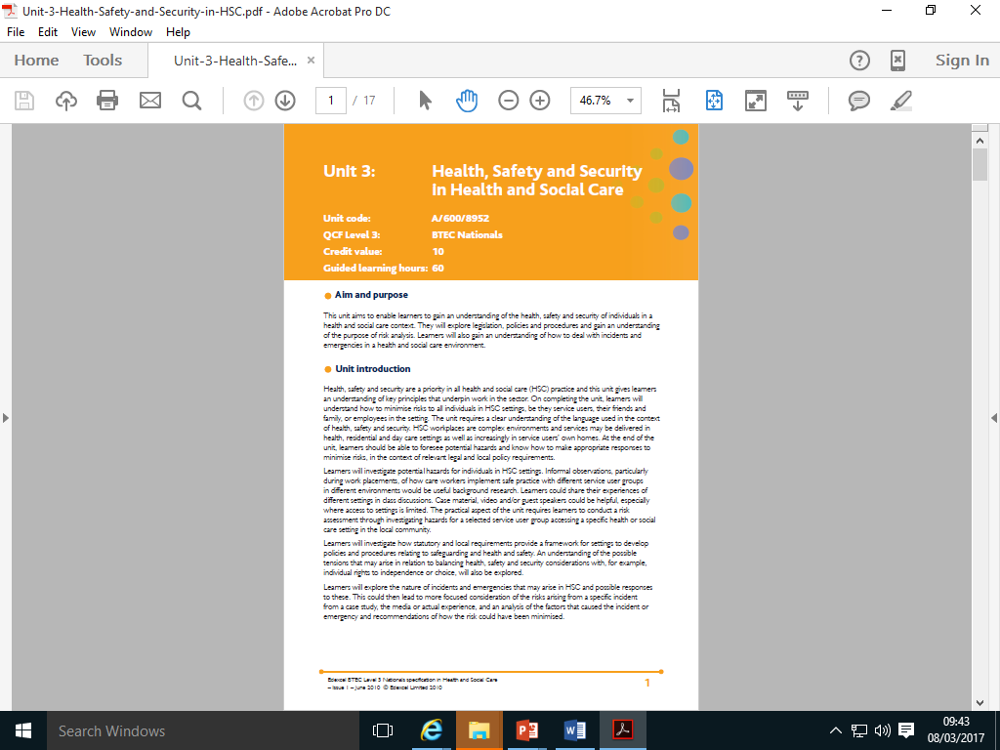 Unit-3-Health-Safety-and-Security-in-HSC.pdf - Adobe Acrobat Pro DC
File Edit View Window Help
Home Tools Unit-3-Health-Safe... × Sign In
1 / 17 46.7%
Unit 3: Health, Safety and Security
in Health and Social Care
Unit code: A/600/8952
QCF Level 3: BTEC Nationals
Credit value: 10
Guided learning hours: 60
Aim and purpose
This unit aims to enable learners to gain an understanding of the health, safety and security of individuals in a
health and social care context. They will explore legislation, policies and procedures and gain an understanding
of the purpose of risk analysis. Learners will also gain an understanding of how to deal with incidents and
emergencies in a health and social care environment.
Unit introduction
Health, safety and security are a priority in all health and social care (HSC) practice and this unit gives learners
an understanding of key principles that underpin work in the sector. On completing the unit, learners will
understand how to minimise risks to all individuals in HSC settings, be they service users, their friends and
family, or employees in the setting. The unit requires a clear understanding of the language used in the context
of health, safety and security. HSC workplaces are complex environments and services may be delivered in
health, residential and day care settings as well as increasingly in service users' own homes. At the end of the
unit, learners should be able to foresee potential hazards and know how to make appropriate responses to
minimise risks, in the context of relevant legal and local policy requirements.
Learners will investigate potential hazards for individuals in HSC settings. Informal observations, particularly
during work placements, of how care workers implement safe practice with different service user groups
in different environments would be useful background research. Learners could share their experiences of
different settings in class discussions. Case material, video and/or guest speakers could be helpful, especially
where access to settings is limited. The practical aspect of the unit requires learners to conduct a risk
assessment through investigating hazards for a selected service user group accessing a specific health or social
care setting in the local community.
Learners will investigate how statutory and local requirements provide a framework for settings to develop
policies and procedures relating to safeguarding and health and safety. An understanding of the possible
tensions that may arise in relation to balancing health, safety and security considerations with, for example,
individual rights to independence or choice, will also be explored.
Learners will explore the nature of incidents and emergencies that may arise in HSC and possible responses
to these. This could then lead to more focused consideration of the risks arising from a specific incident
from a case study, the media or actual experience, and an analysis of the factors that caused the incident or
emergency and recommendations of how the risk could have been minimised.
Edexcel BTEC Level 3 Nationals specification in Health and Social Care
– Issue 1 – June 2010 © Edexcel Limited 2010
1
Search Windows
09:43
08/03/2017